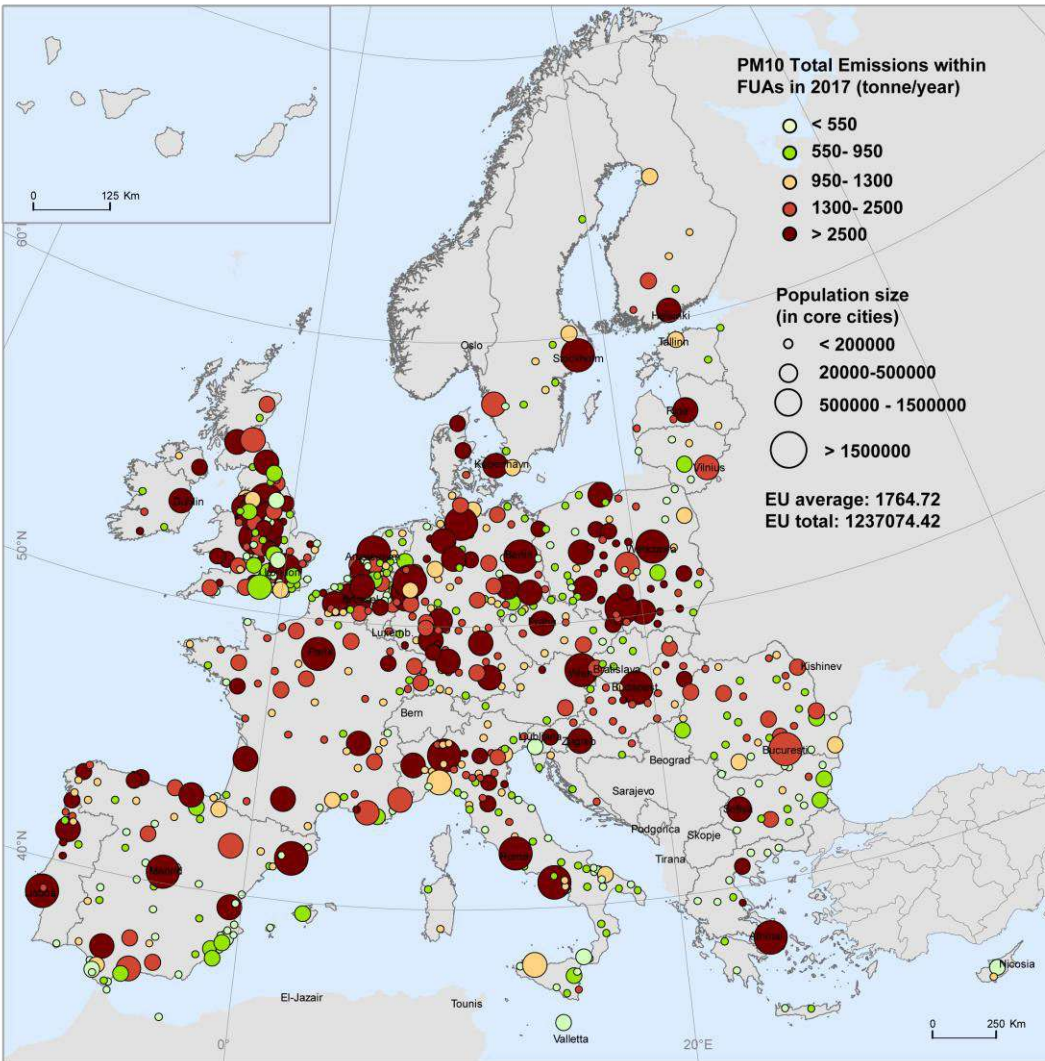 PM10 Total Emissions within
FUAs in 2017 (tonne/year)
< 550
550- 950
950- 1300
1300- 2500
> 2500
Population size
(in core cities)
< 200000
20000-500000
500000 - 1500000
> 1500000
EU average: 1764.72
EU total: 1237074.42
0 125 Km
60°
50°N
40°N
0°
20°E
Oslo
Stockholm
Helsinki
Tallinn
Riga
Vilnius
København
Dublin
London
Berlin
Warszawa
Luxemb.
Paris
Praha
Wien
Bratislava
Budapest
Kishinev
Bern
Ljubljana
Zagreb
Bucuresti
Beograd
Sarajevo
Podgorica
Skopje
Tirana
Sofia
Roma
Madrid
Lisboa
Athinai
Nicosia
El-Jazair
Tounis
Valletta
0 250 Km